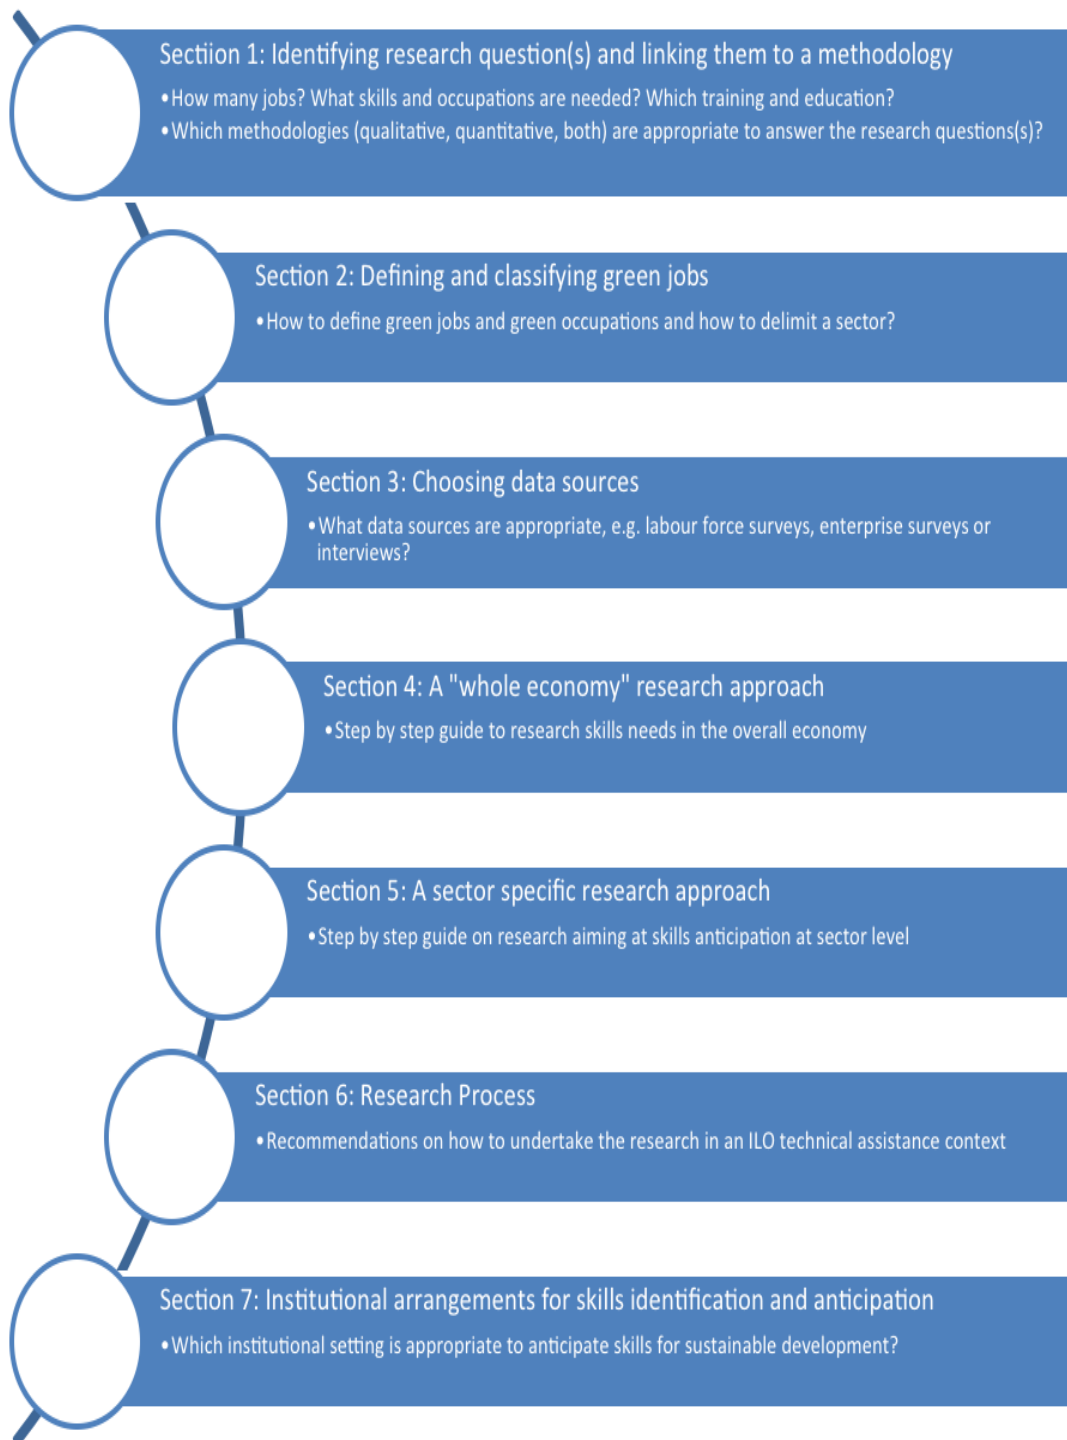 Sectiion 1: Identifying research question(s) and linking them to a methodology
•How many jobs? What skills and occupations are needed? Which training and education?
•Which methodologies (qualitative, quantitative, both) are appropriate to answer the research questions(s)?
Section 2: Defining and classifying green jobs
•How to define green jobs and green occupations and how to delimit a sector?
Section 3: Choosing data sources
•What data sources are appropriate, e.g. labour force surveys, enterprise surveys or
interviews?
Section 4: A "whole economy" research approach
•Step by step guide to research skills needs in the overall economy
Section 5: A sector specific research approach
•Step by step guide on research aiming at skills anticipation at sector level
Section 6: Research Process
•Recommendations on how to undertake the research in an ILO technical assistance context
Section 7: Institutional arrangements for skills identification and anticipation
•Which institutional setting is appropriate to anticipate skills for sustainable development?